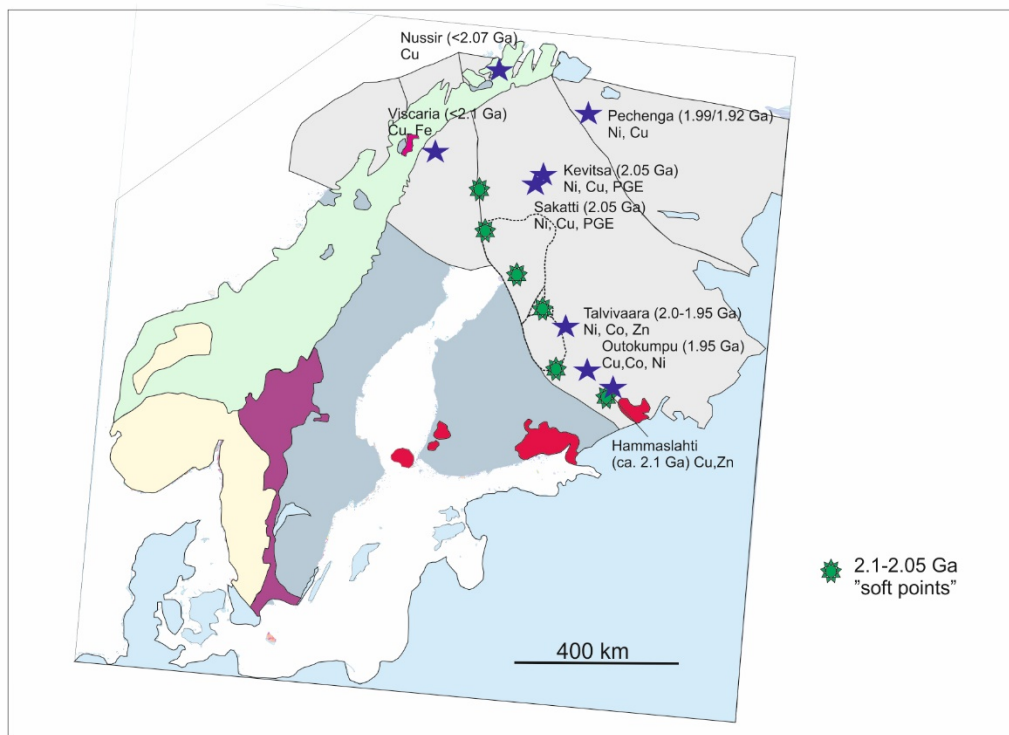 Nussir (<2.07 Ga)
Cu
Viscaria (<2.1 Ga)
Cu, Fe
Pechenga (1.99/1.92 Ga)
Ni, Cu
Kevitsa (2.05 Ga)
Ni, Cu, PGE
Sakatti (2.05 Ga)
Ni, Cu, PGE
Talvivaara (2.0-1.95 Ga)
Ni, Co, Zn
Outokumpu (1.95 Ga)
Cu,Co, Ni
Hammaslahti
(ca. 2.1 Ga) Cu,Zn
2.1-2.05 Ga
"soft points"
400 km